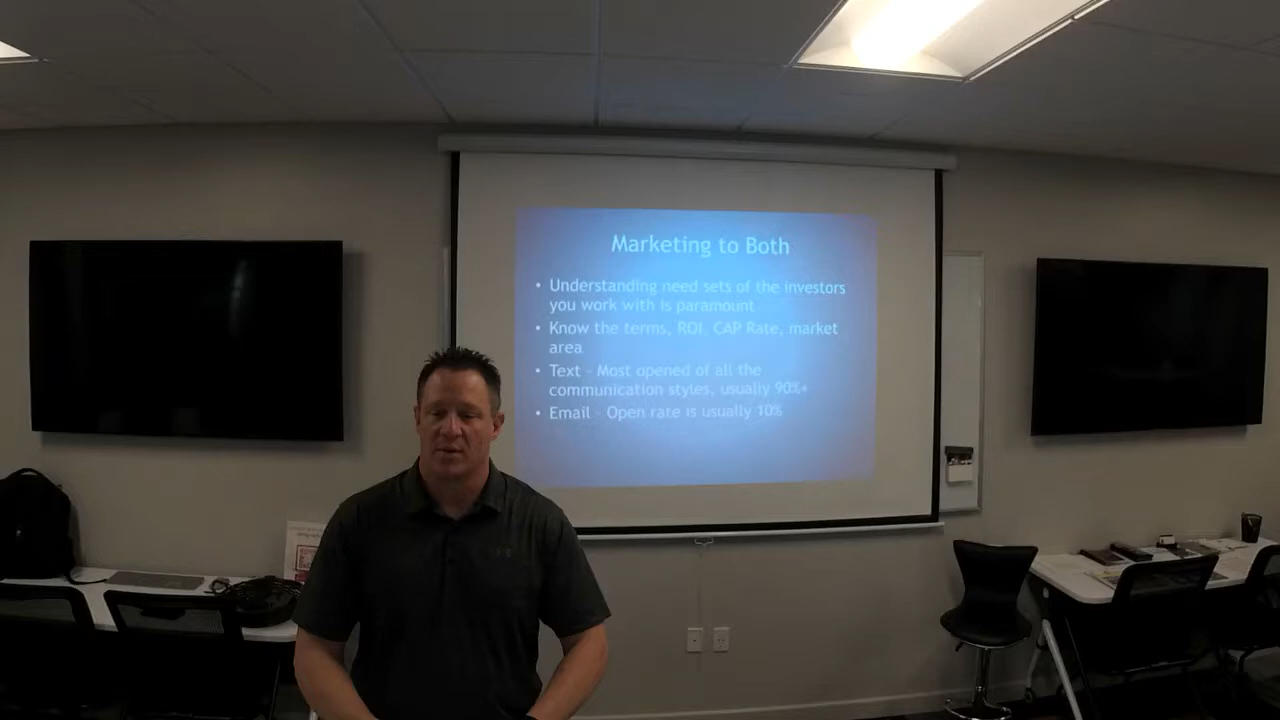 Marketing to Both
• Understanding need sets of the investors
you work with is paramount
• Know the terms, ROI, CAP Rate, market
area
• Text – Most opened of all the
communication styles, usually 90%+
• Email – Open rate is usually 10%